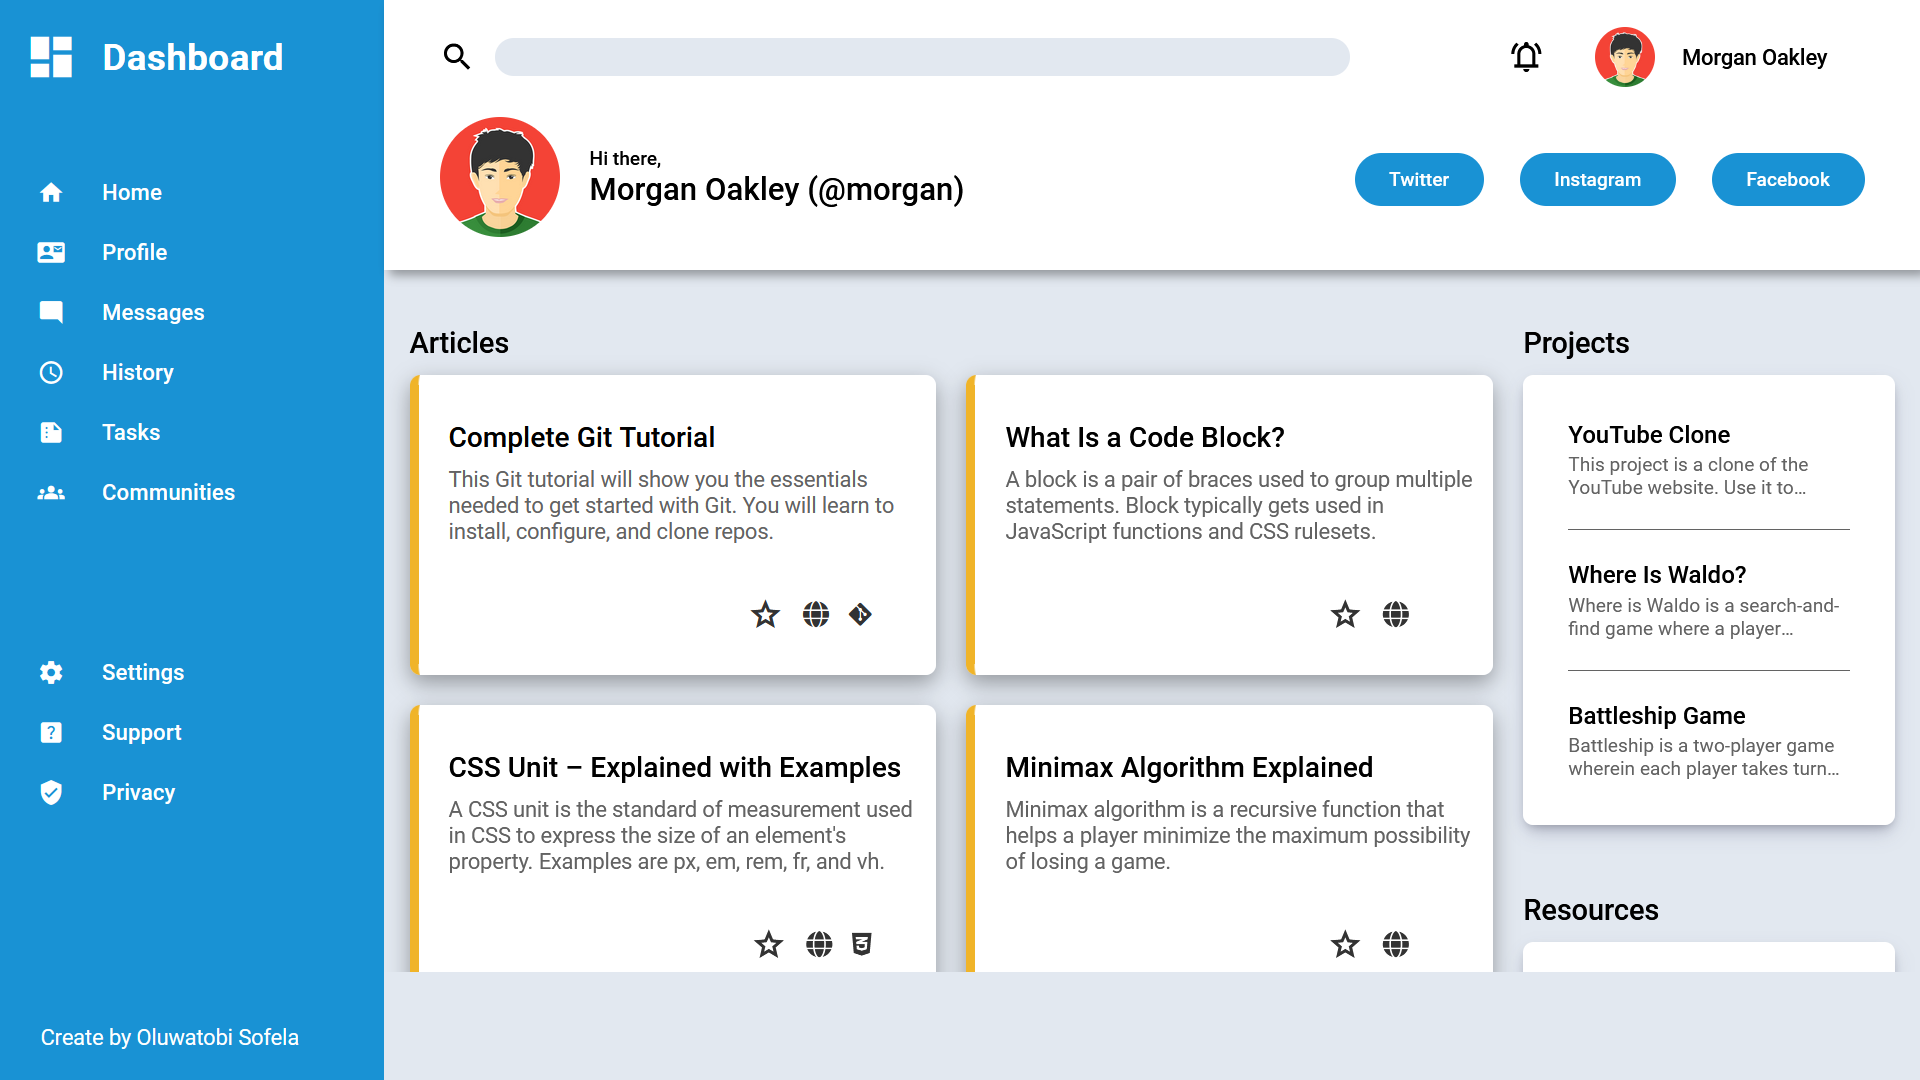 Dashboard
Home
Profile
Messages
History
Tasks
Communities
Settings
Support
Privacy
Create by Oluwatobi Sofela
Morgan Oakley
Hi there,
Morgan Oakley (@morgan)
Twitter
Instagram
Facebook
Articles
Complete Git Tutorial
This Git tutorial will show you the essentials
needed to get started with Git. You will learn to
install, configure, and clone repos.
What Is a Code Block?
A block is a pair of braces used to group multiple
statements. Block typically gets used in
JavaScript functions and CSS rulesets.
CSS Unit – Explained with Examples
A CSS unit is the standard of measurement used
in CSS to express the size of an element's
property. Examples are px, em, rem, fr, and vh.
Minimax Algorithm Explained
Minimax algorithm is a recursive function that
helps a player minimize the maximum possibility
of losing a game.
Projects
YouTube Clone
This project is a clone of the
YouTube website. Use it to...
Where Is Waldo?
Where is Waldo is a search-and-
find game where a player...
Battleship Game
Battleship is a two-player game
wherein each player takes turn...
Resources